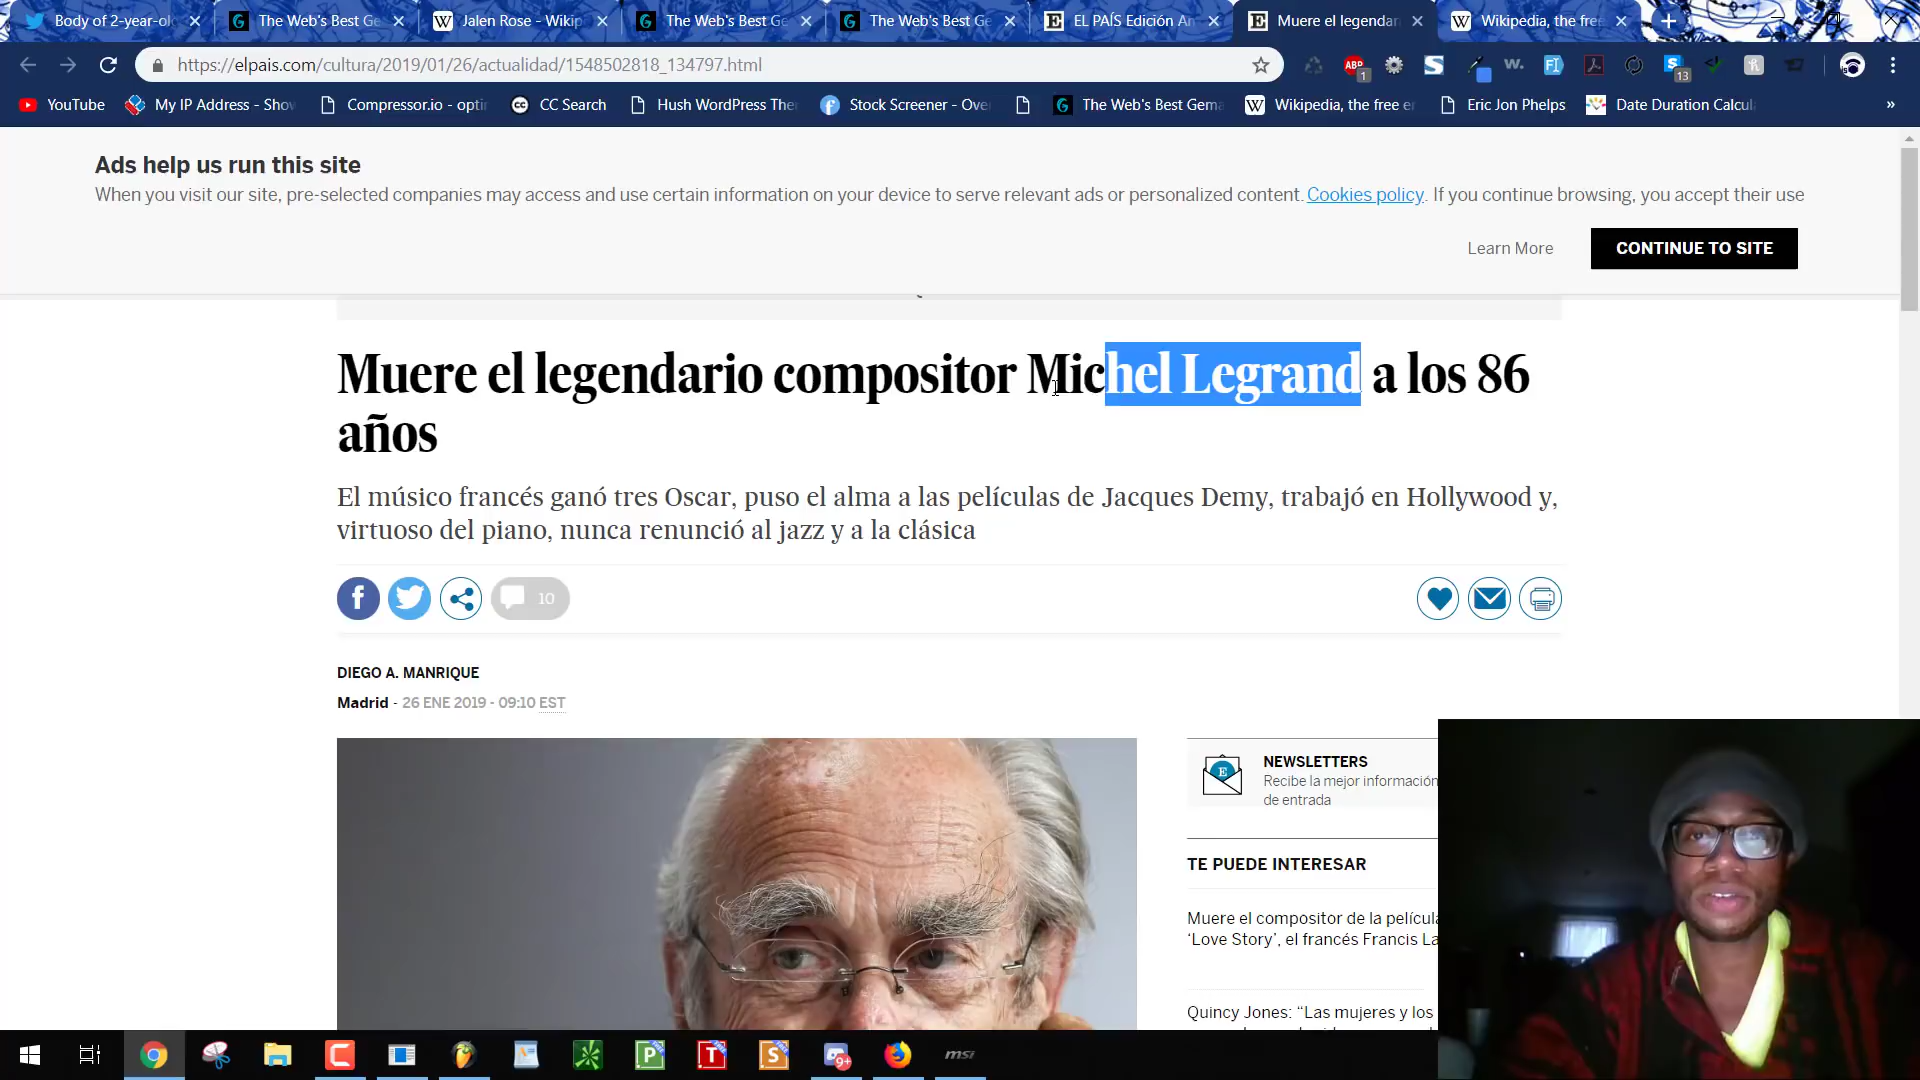 Body of 2-year-ol
The Web's Best Ge
Jalen Rose - Wikip
The Web's Best Ge
The Web's Best Ge
EL PAÍS Edición Am
Muere el legendar
Wikipedia, the fre
https://elpais.com/cultura/2019/01/26/actualidad/1548502818_134797.html
YouTube
My IP Address - Show
Compressor.io - opti
CC Search
Hush WordPress The
Stock Screener - Ove
The Web's Best Gema
Wikipedia, the free e
Eric Jon Phelps
Date Duration Calcul
»
Ads help us run this site
When you visit our site, pre-selected companies may access and use certain information on your device to serve relevant ads or personalized content. Cookies policy. If you continue browsing, you accept their use
Learn More
CONTINUE TO SITE
Muere el legendario compositor Michel Legrand a los 86
años
El músico francés ganó tres Oscar, puso el alma a las películas de Jacques Demy, trabajó en Hollywood y,
virtuoso del piano, nunca renunció al jazz y a la clásica
10
DIEGO A. MANRIQUE
Madrid - 26 ENE 2019 - 09:10 EST
NEWSLETTERS
Recibe la mejor información
de entrada
TE PUEDE INTERESAR
Muere el compositor de la película
‘Love Story’, el francés Francis La
Quincy Jones: “Las mujeres y los
msi